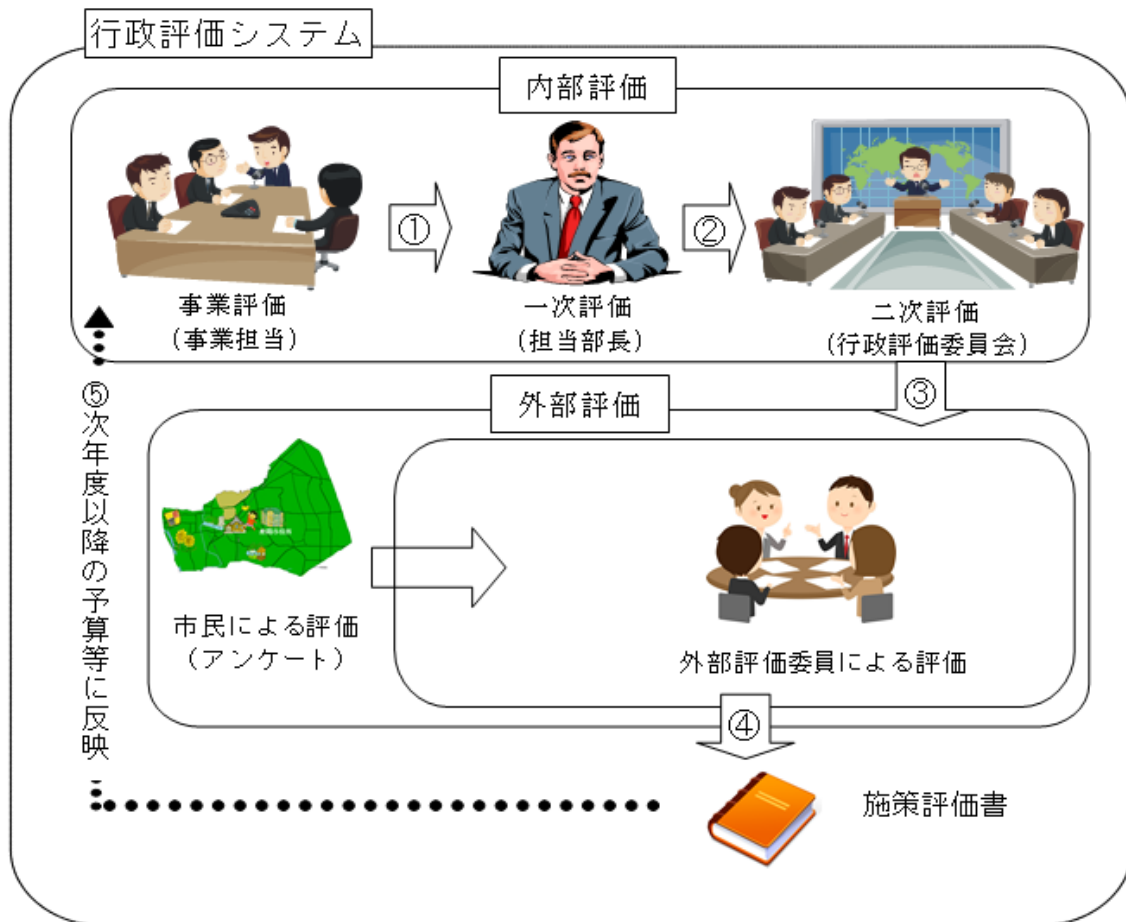 行政評価システム
内部評価
①
②
事業評価
(事業担当)
一次評価
(担当部長)
二次評価
(行政評価委員会)
③
外部評価
市民による評価
(アンケート)
外部評価委員による評価
④
施策評価書
⑤次年度以降の予算等に反映